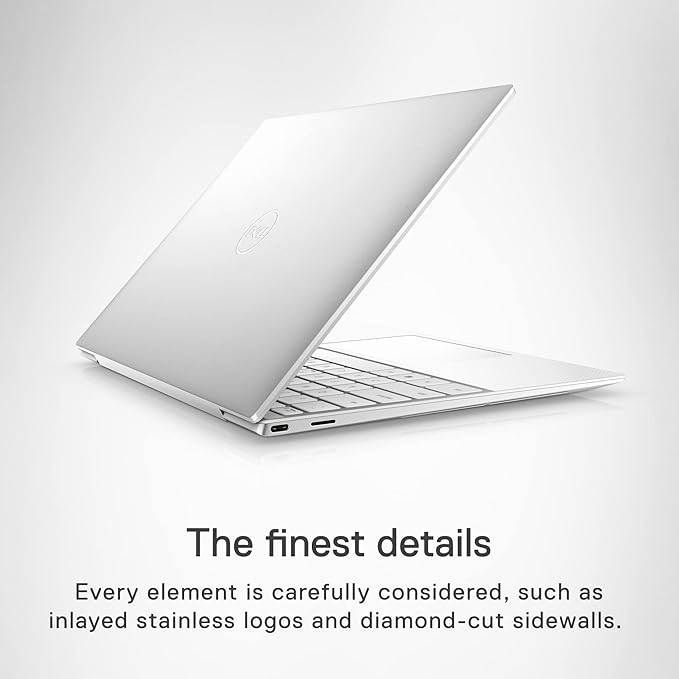 DELL
The finest details
Every element is carefully considered, such as
inlayed stainless logos and diamond-cut sidewalls.